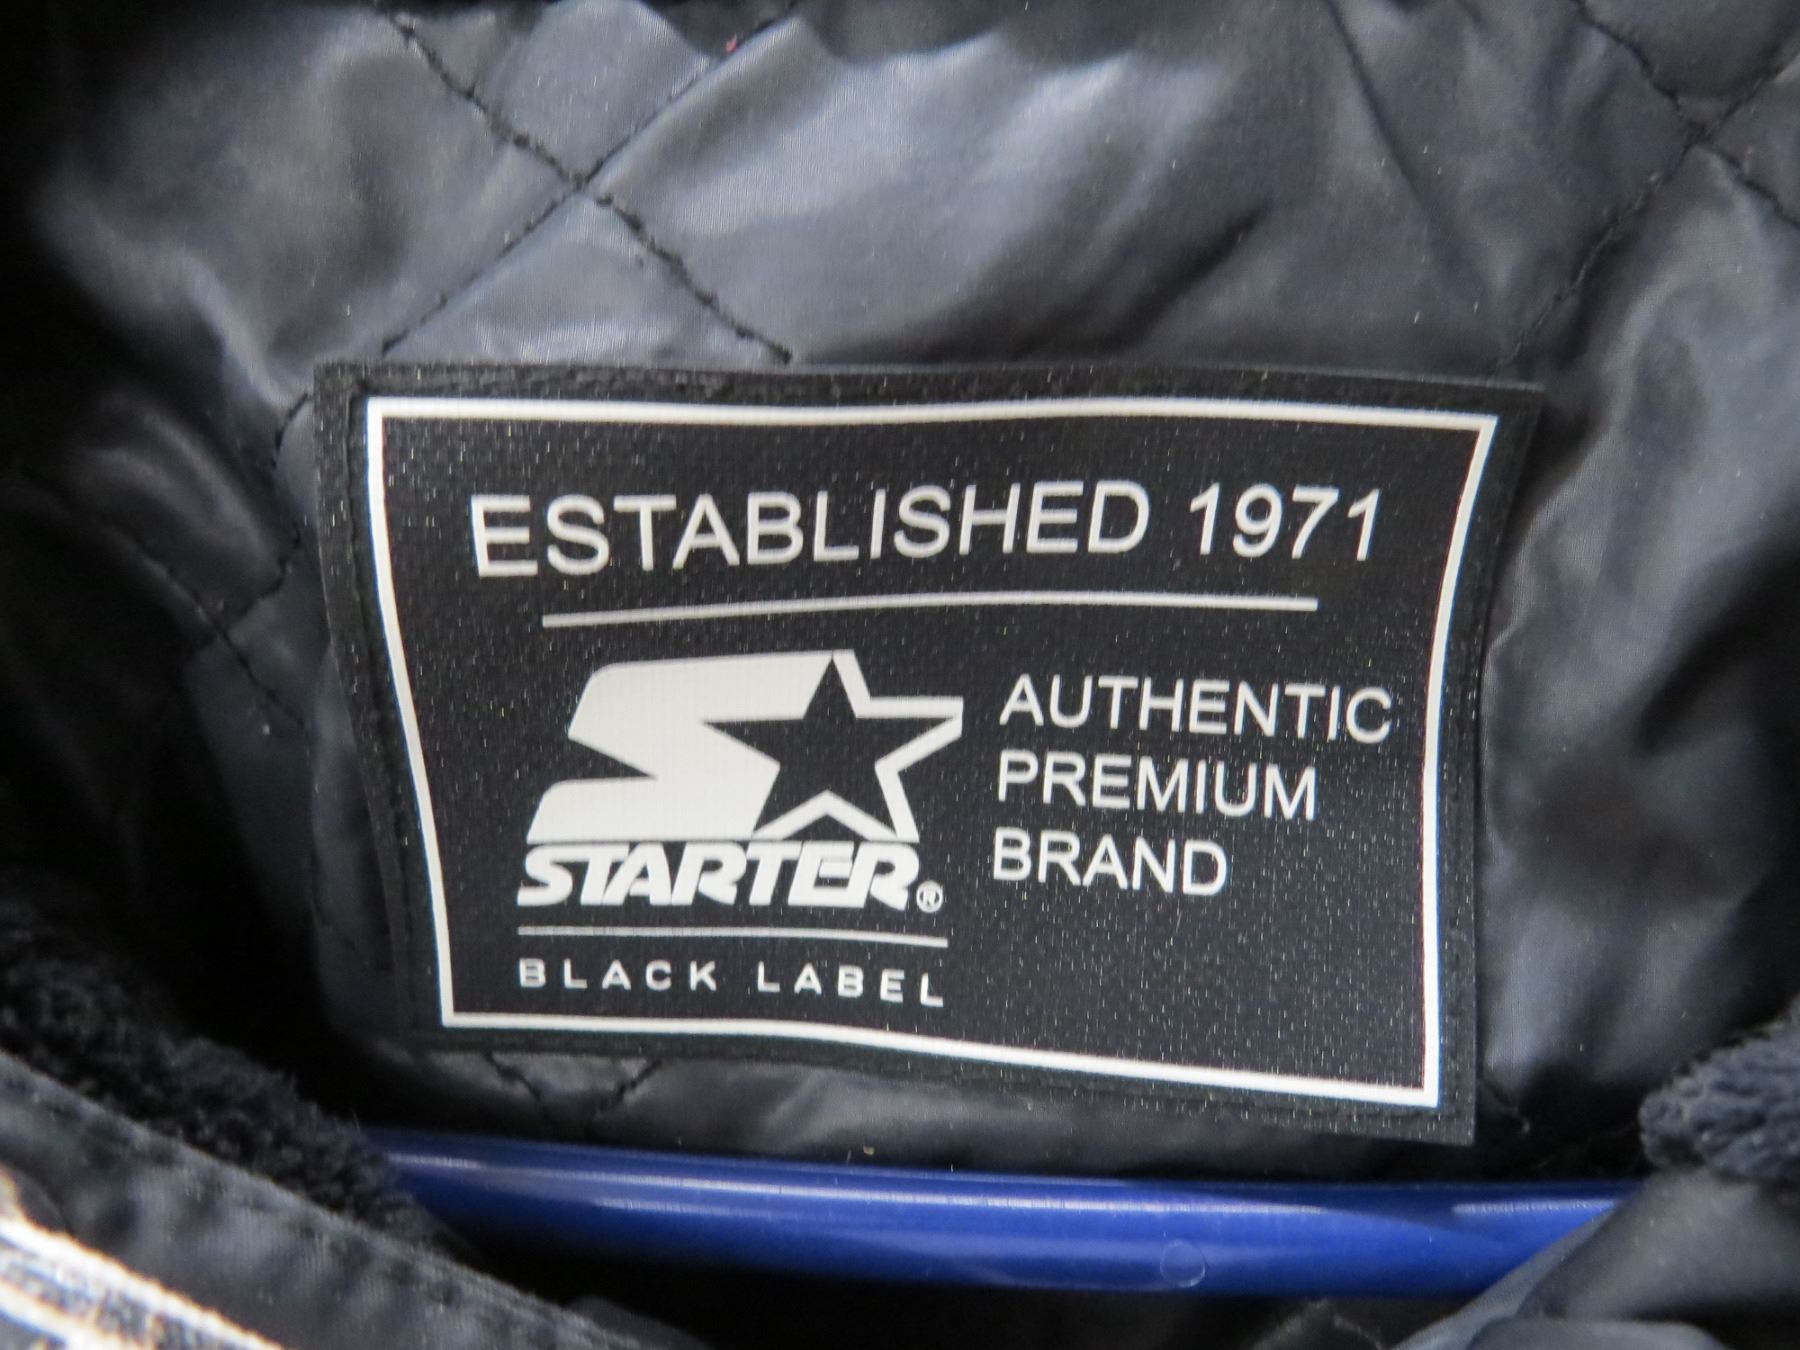 ESTABLISHED 1971
AUTHENTIC
PREMIUM
BRAND
STARTER®
BLACK LABEL